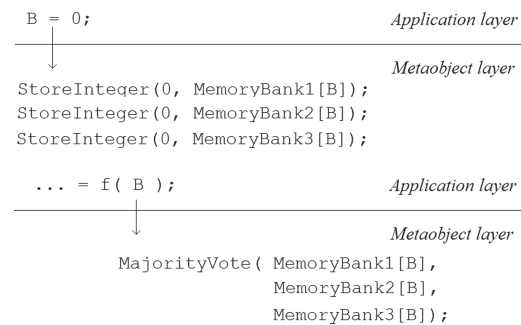 B = 0; Application layer
Metaobject layer
StoreInteger(0, MemoryBank1[B]);
StoreInteger(0, MemoryBank2[B]);
StoreInteger(0, MemoryBank3[B]);
... = f( B ); Application layer
Metaobject layer
MajorityVote( MemoryBank1[B],
MemoryBank2[B],
MemoryBank3[B]);